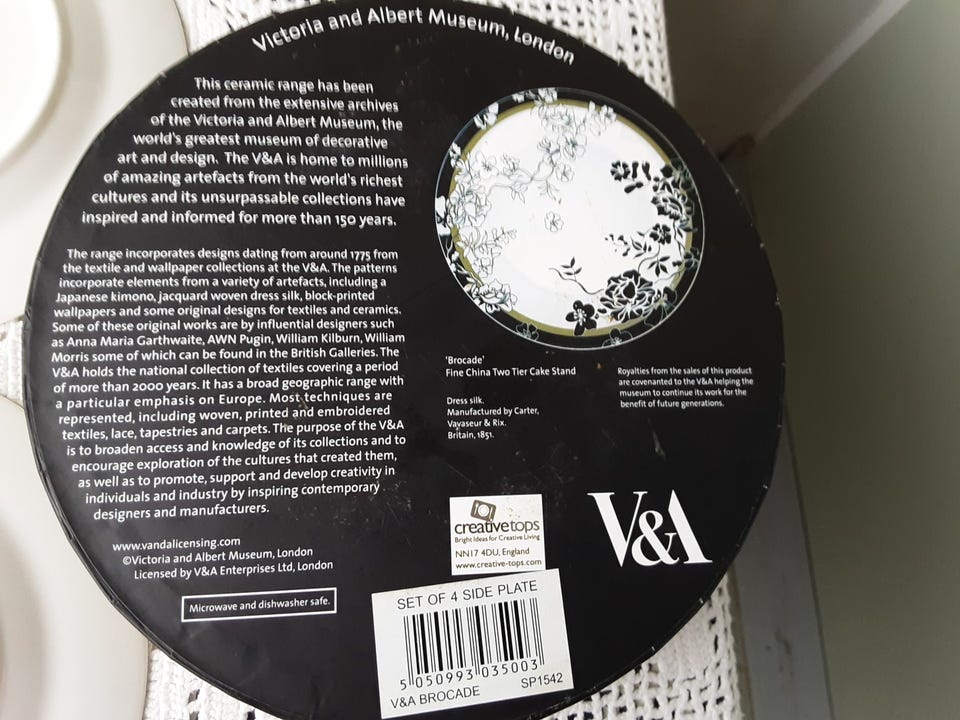 Victoria and Albert Museum, London
This ceramic range has been
created from the extensive archives
of the Victoria and Albert Museum, the
world's greatest museum of decorative
art and design. The V&A is home to millions
of amazing artefacts from the world's richest
cultures and its unsurpassable collections have
inspired and informed for more than 150 years.
The range incorporates designs dating from around 1775 from
the textile and wallpaper collections at the V&A. The patterns
incorporate elements from a variety of artefacts, including a
Japanese kimono, jacquard woven dress silk, block-printed
wallpapers and some original designs for textiles and ceramics.
Some of these original works are by influential designers such
as Anna Maria Garthwaite, AWN Pugin, William Kilburn, William
Morris some of which can be found in the British Galleries. The
V&A holds the national collection of textiles covering a period
of more than 2000 years. It has a broad geographic range with
a particular emphasis on Europe. Most techniques are
represented, including woven, printed and embroidered
textiles, lace, tapestries and carpets. The purpose of the V&A
is to broaden access and knowledge of its collections and to
encourage exploration of the cultures that created them,
as well as to promote, support and develop creativity in
individuals and industry by inspiring contemporary
designers and manufacturers.
www.vandalicensing.com
©Victoria and Albert Museum, London
Licensed by V&A Enterprises Ltd, London
Microwave and dishwasher safe.
'Brocade'
Fine China Two Tier Cake Stand
Dress silk.
Manufactured by Carter,
Vavaseur & Rix.
Britain, 1851.
Royalties from the sales of this product
are covenanted to the V&A helping the
museum to continue its work for the
benefit of future generations.
V&A
creative tops
Bright Ideas for Creative Living
NN17 4DU, England
www.creative-tops.com
SET OF 4 SIDE PLATE
5 050993 035003
V&A BROCADE SP1542